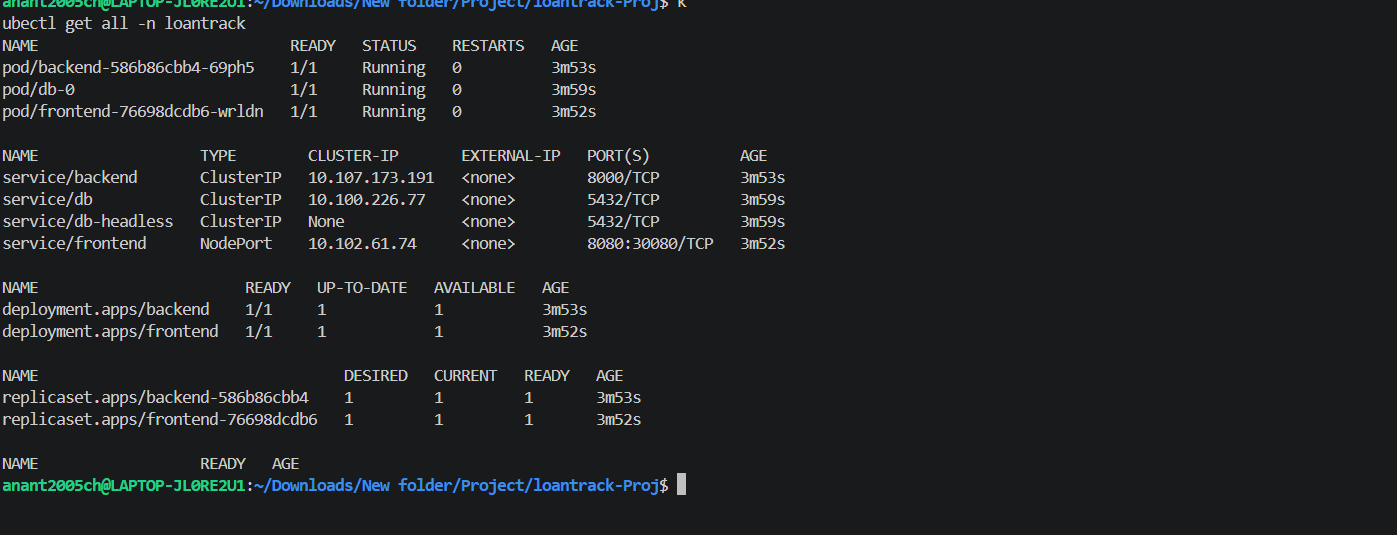 anant2005ch@LAPTOP-JL0RE2U1:~/Downloads/New folder/Project/loantrack-Proj$ k
ubectl get all -n loantrack
NAME                            READY   STATUS    RESTARTS   AGE
pod/backend-586b86cbb4-69ph5    1/1     Running   0          3m53s
pod/db-0                        1/1     Running   0          3m59s
pod/frontend-76698dcdb6-wrldn   1/1     Running   0          3m52s

NAME                  TYPE        CLUSTER-IP       EXTERNAL-IP   PORT(S)          AGE
service/backend       ClusterIP   10.107.173.191   <none>        8000/TCP         3m53s
service/db            ClusterIP   10.100.226.77    <none>        5432/TCP         3m59s
service/db-headless   ClusterIP   None             <none>        5432/TCP         3m59s
service/frontend      NodePort    10.102.61.74     <none>        8080:30080/TCP   3m52s

NAME                       READY   UP-TO-DATE   AVAILABLE   AGE
deployment.apps/backend    1/1     1            1           3m53s
deployment.apps/frontend   1/1     1            1           3m52s

NAME                                  DESIRED   CURRENT   READY   AGE
replicaset.apps/backend-586b86cbb4    1         1         1       3m53s
replicaset.apps/frontend-76698dcdb6   1         1         1       3m52s

NAME                  READY   AGE
anant2005ch@LAPTOP-JL0RE2U1:~/Downloads/New folder/Project/loantrack-Proj$